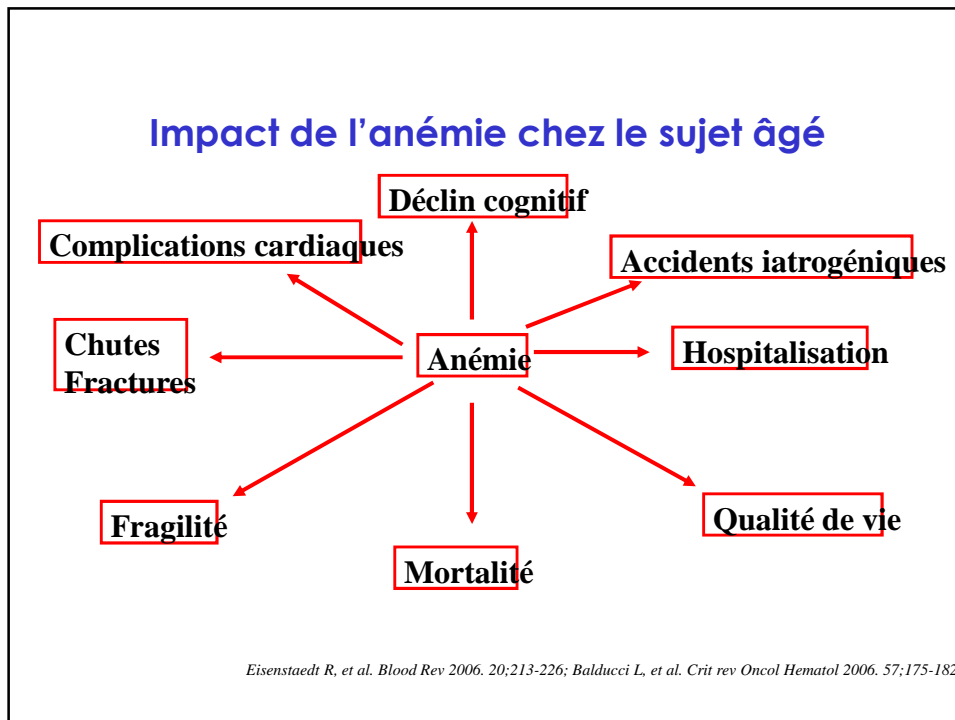 Impact de l’anémie chez le sujet âgé
Déclin cognitif
Complications cardiaques
Accidents iatrogéniques
Chutes
Fractures
Anémie
Hospitalisation
Fragilité
Qualité de vie
Mortalité
Eisenstaedt R, et al. Blood Rev 2006. 20;213-226; Balducci L, et al. Crit rev Oncol Hematol 2006. 57;175-182